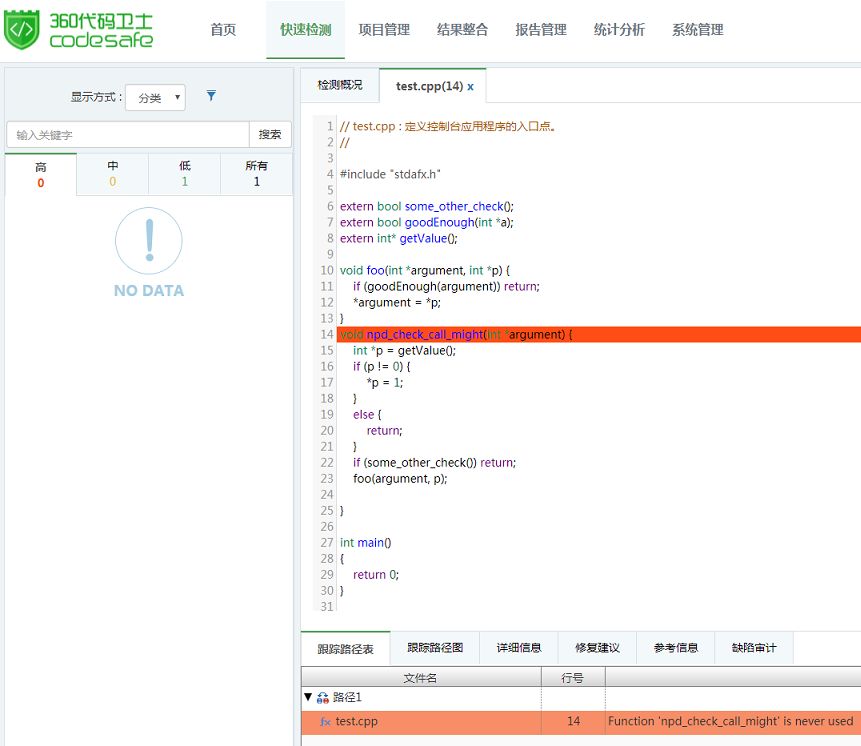 360代码卫士
codesafe
首页 快速检测 项目管理 结果整合 报告管理 统计分析 系统管理
显示方式： 分类
输入关键字 搜索
高 中 低 所有
0 0 1 1
NO DATA
检测概况 test.cpp(14) x
1 // test.cpp : 定义控制台应用程序的入口点。
2 //
3
4 #include "stdafx.h"
5
6 extern bool some_other_check();
7 extern bool goodEnough(int *a);
8 extern int* getValue();
9
10 void foo(int *argument, int *p) {
11 if (goodEnough(argument)) return;
12 *argument = *p;
13 }
14 void npd_check_call_might(int *argument) {
15 int *p = getValue();
16 if (p != 0) {
17 *p = 1;
18 }
19 else {
20 return;
21 }
22 if (some_other_check()) return;
23 foo(argument, p);
24
25 }
26
27 int main()
28 {
29 return 0;
30 }
31
跟踪路径表 跟踪路径图 详细信息 修复建议 参考信息 缺陷审计
文件名 行号
路径1
fx test.cpp 14 Function 'npd_check_call_might' is never used